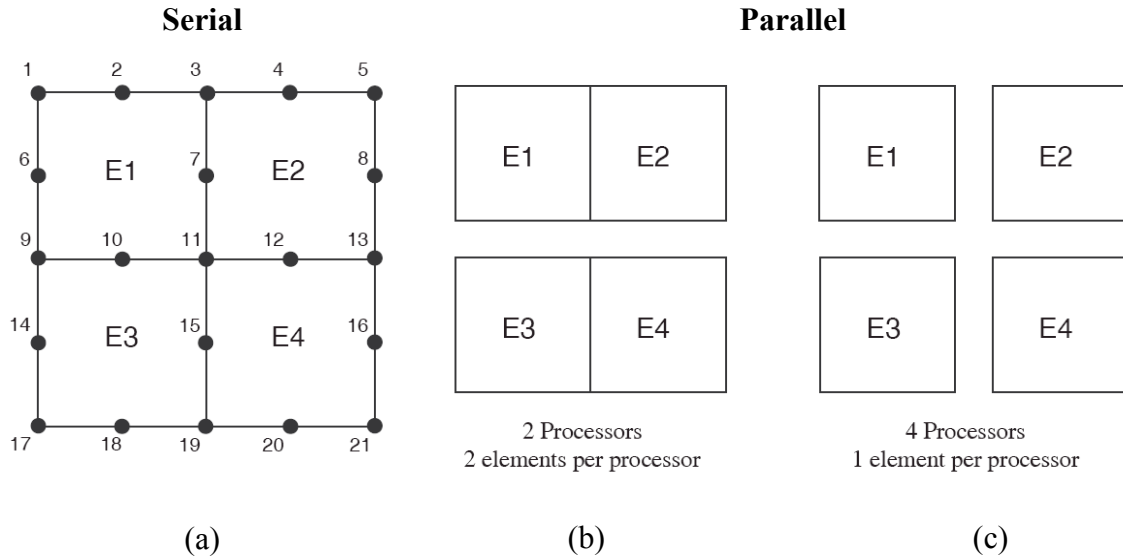 Serial
Parallel
1 2 3 4 5
6 E1 7 E2 8
9 10 11 12 13
14 E3 15 E4 16
17 18 19 20 21
E1 E2
E3 E4
2 Processors
2 elements per processor
E1 E2
E3 E4
4 Processors
1 element per processor
(a)
(b)
(c)